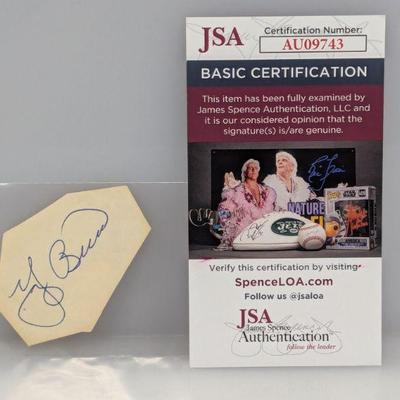 JSA
Certification Number:
AU09743
BASIC CERTIFICATION
This item has been fully examined by
James Spence Authentication, LLC and
it is our considered opinion that the
signature(s) is/are genuine.
NATURE
Verify this certification by visiting
SpenceLOA.com
Follow us @jsaloa
JSA
James Spence
Authentication
follow the leader